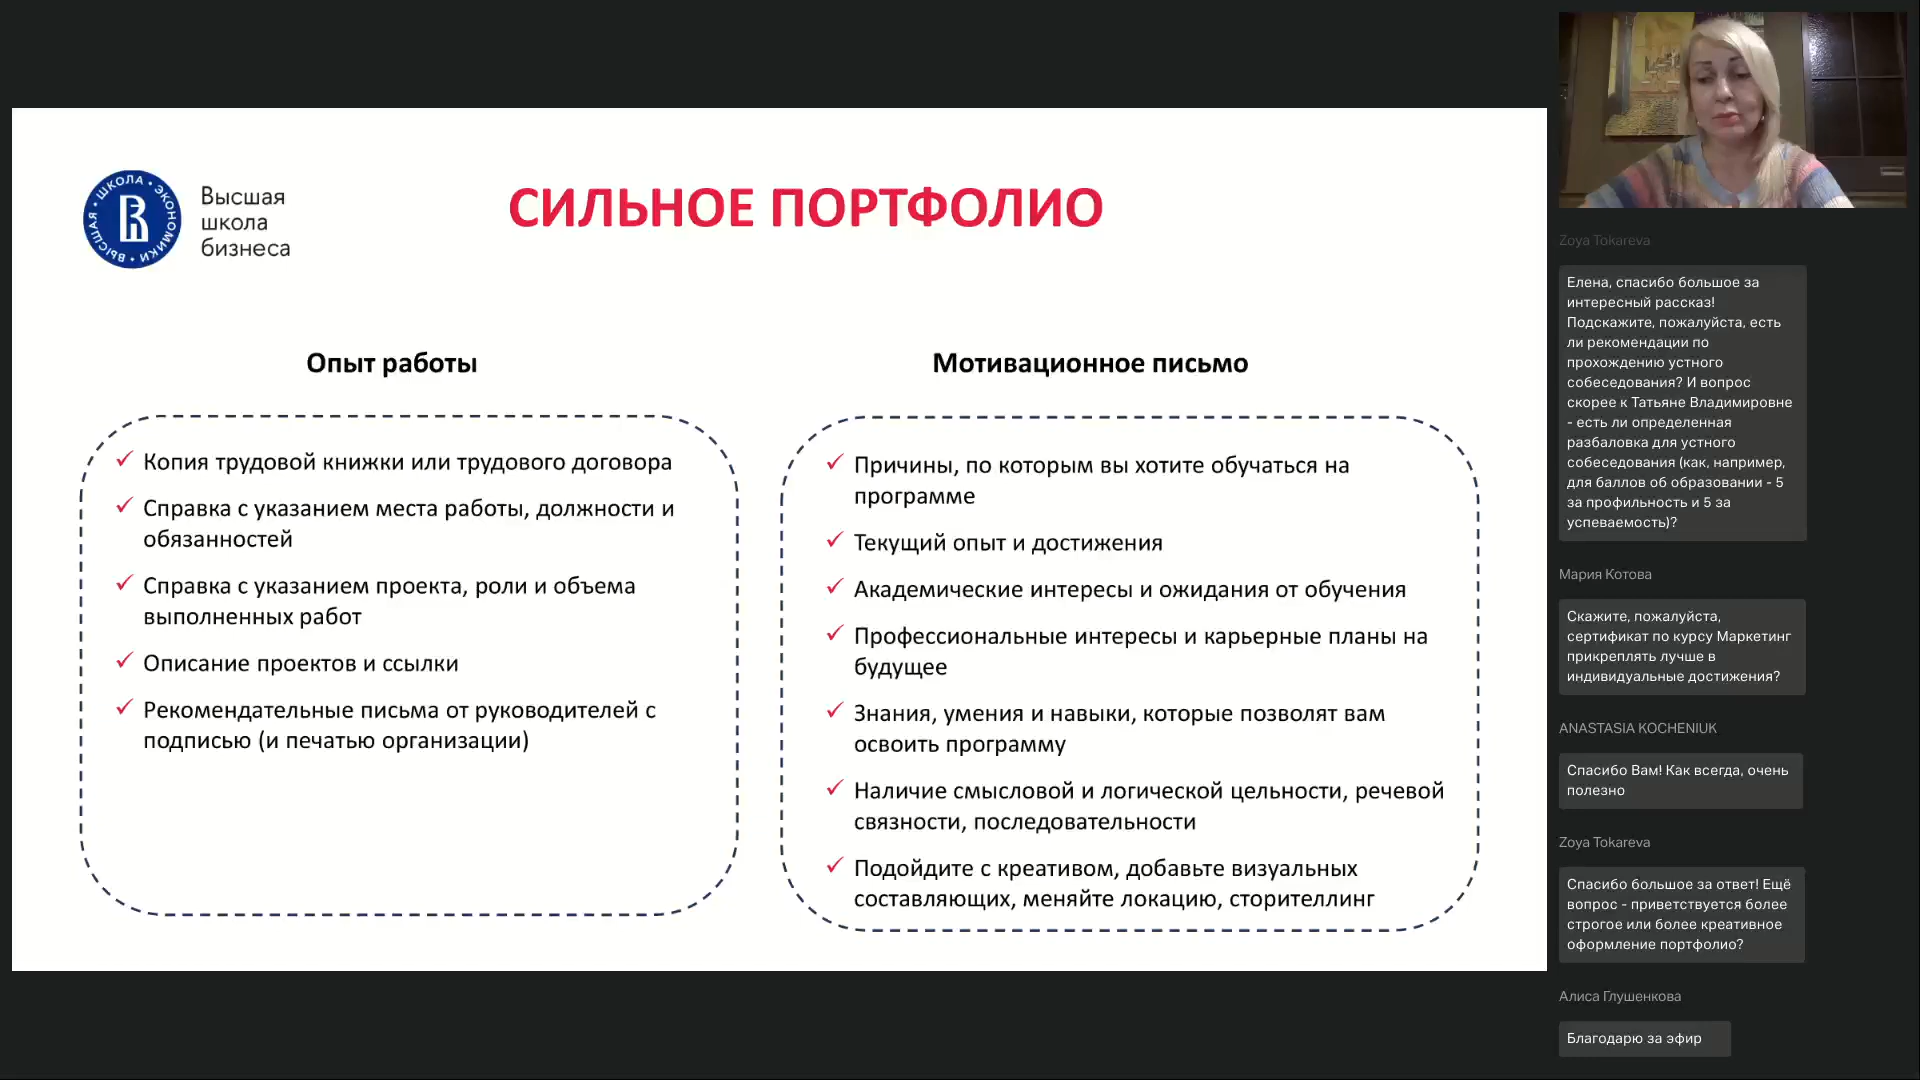 ВЫСШАЯ • ШКОЛА • ЭКОНОМИКИ •
Высшая
школа
бизнеса
СИЛЬНОЕ ПОРТФОЛИО
Опыт работы
Копия трудовой книжки или трудового договора
Справка с указанием места работы, должности и
обязанностей
Справка с указанием проекта, роли и объема
выполненных работ
Описание проектов и ссылки
Рекомендательные письма от руководителей с
подписью (и печатью организации)
Мотивационное письмо
Причины, по которым вы хотите обучаться на
программе
Текущий опыт и достижения
Академические интересы и ожидания от обучения
Профессиональные интересы и карьерные планы на
будущее
Знания, умения и навыки, которые позволят вам
освоить программу
Наличие смысловой и логической цельности, речевой
связности, последовательности
Подойдите с креативом, добавьте визуальных
составляющих, меняйте локацию, сторителлинг
Zoya Tokareva
Елена, спасибо большое за
интересный рассказ!
Подскажите, пожалуйста, есть
ли рекомендации по
прохождению устного
собеседования? И вопрос
скорее к Татьяне Владимировне
- есть ли определенная
разбаловка для устного
собеседования (как, например,
для баллов об образовании - 5
за профильность и 5 за
успеваемость)?
Мария Котова
Скажите, пожалуйста,
сертификат по курсу Маркетинг
прикреплять лучше в
индивидуальные достижения?
ANASTASIA KOCHENIUK
Спасибо Вам! Как всегда, очень
полезно
Zoya Tokareva
Спасибо большое за ответ! Ещё
вопрос - приветствуется более
строгое или более креативное
оформление портфолио?
Алиса Глушенкова
Благодарю за эфир